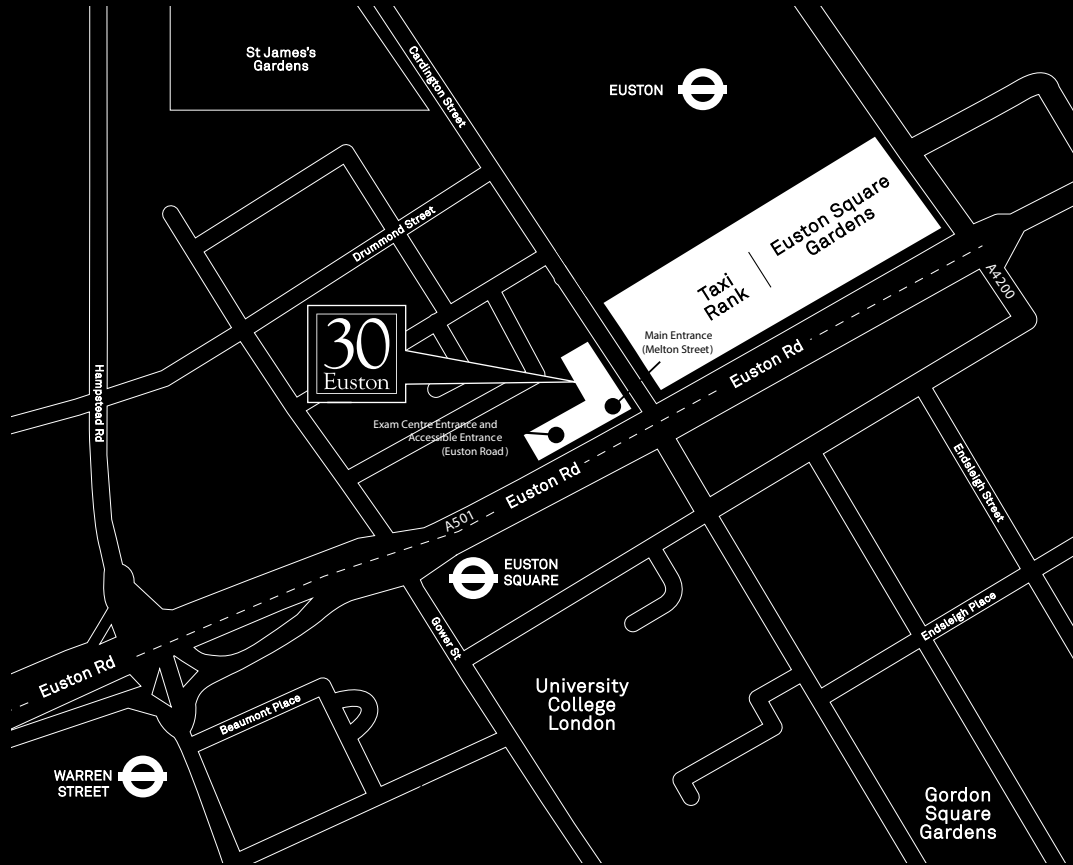 St James's
Gardens
Cardington Street
EUSTON
Drummond Street
Euston Square
Gardens
Taxi
Rank
A4200
30
Euston
Main Entrance
(Melton Street)
Euston Rd
Hampstead Rd
Exam Centre Entrance and
Accessible Entrance
(Euston Road)
Euston Rd
A501
Endsleigh Street
EUSTON
SQUARE
Gower St
Endsleigh Place
Euston Rd
University
College
London
Beaumont Place
WARREN
STREET
Gordon
Square
Gardens